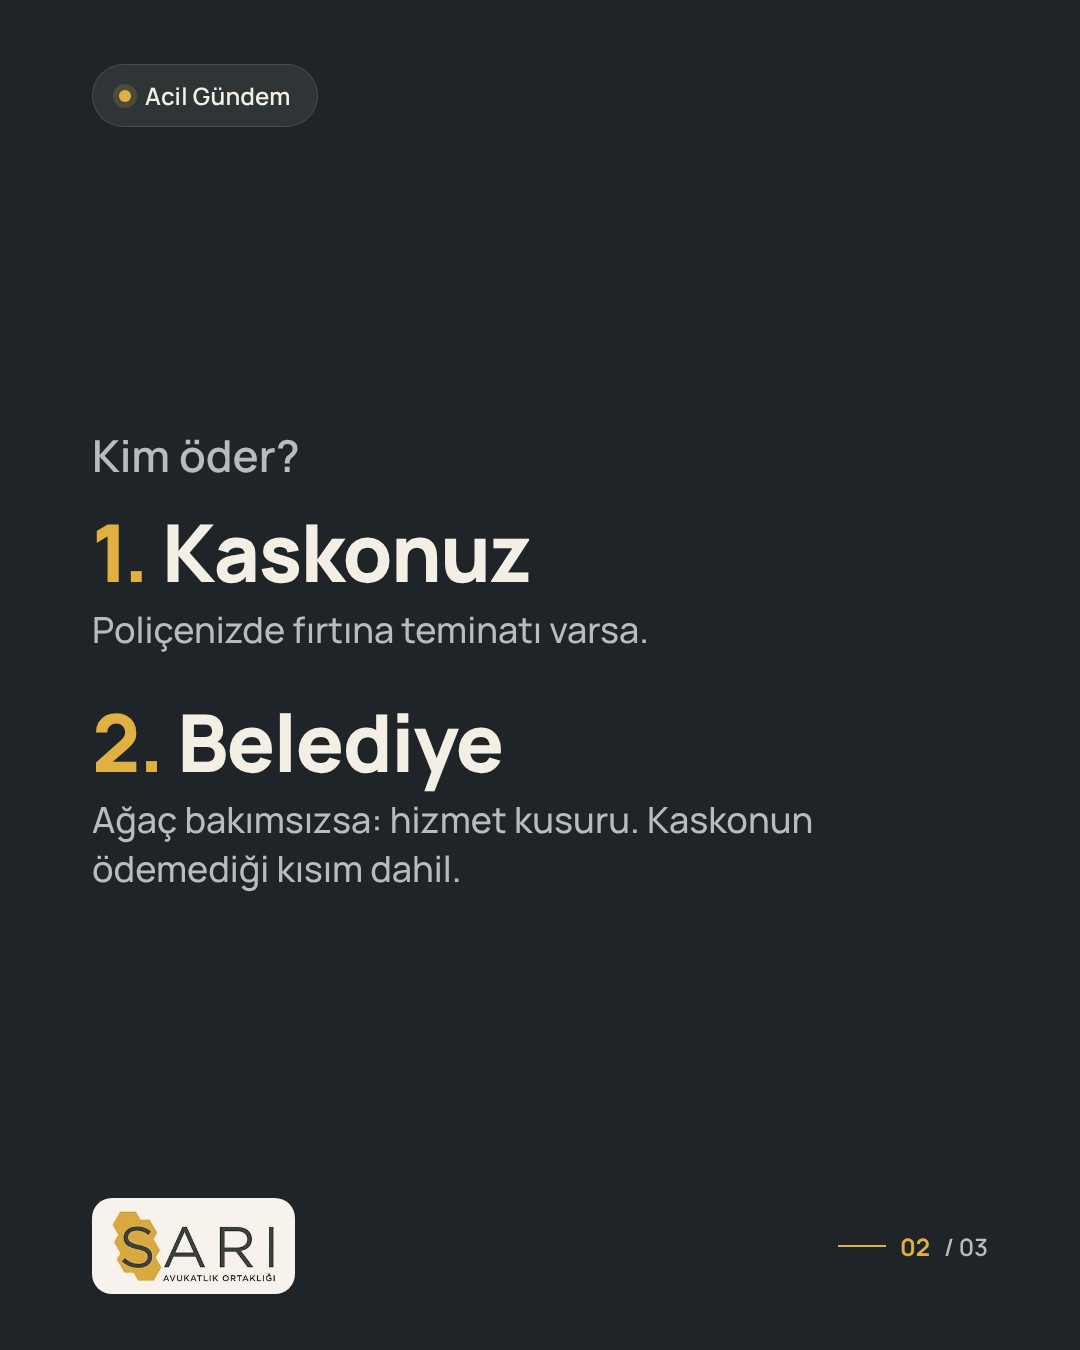 Acil Gündem
Kim öder?
1. Kaskonuz
Poliçenizde fırtına teminatı varsa.
2. Belediye
Ağaç bakımsızsa: hizmet kusuru. Kaskonun
ödemediği kısım dahil.
SARI
AVUKATLIK ORTAKLIĞI
02 / 03